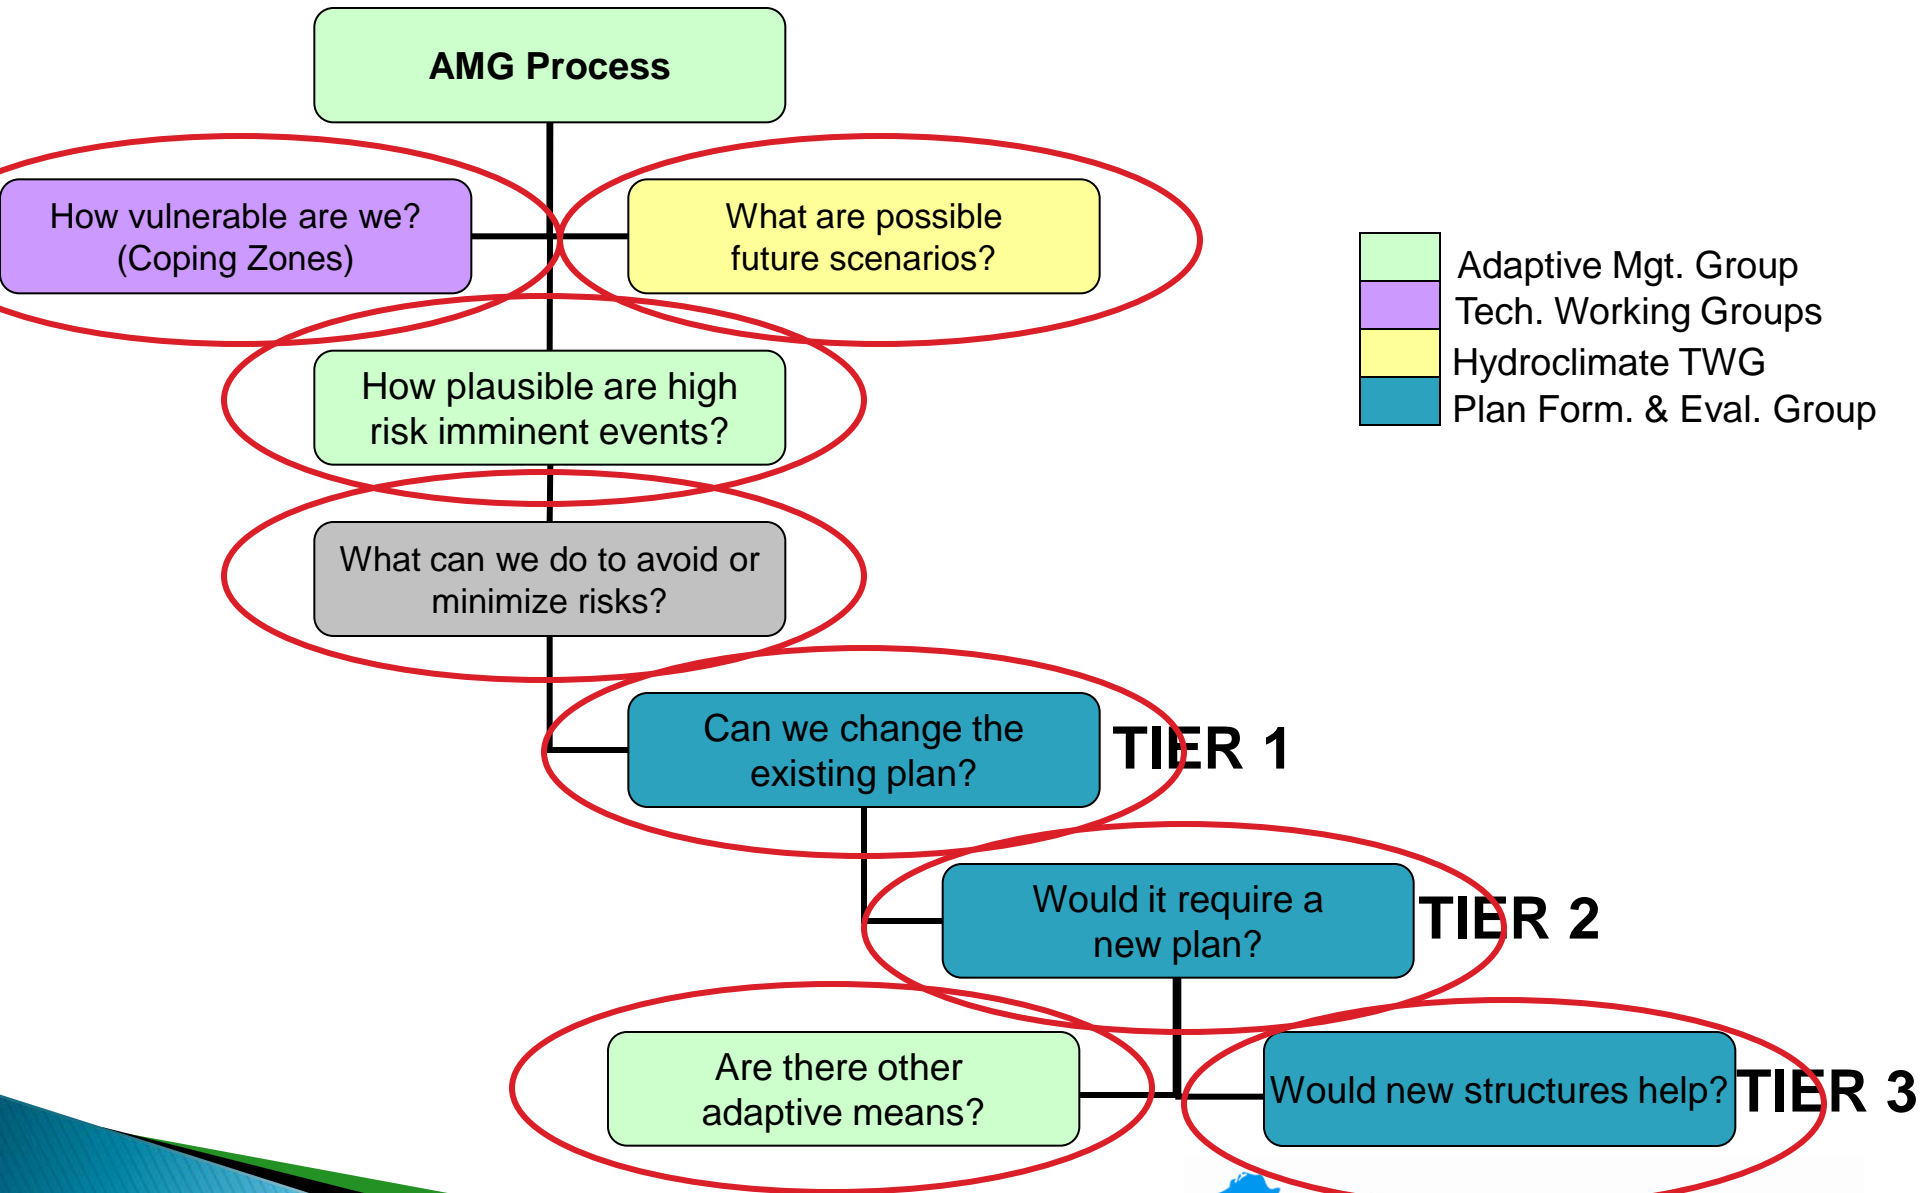 AMG Process
How vulnerable are we?
(Coping Zones)
What are possible
future scenarios?
Adaptive Mgt. Group
Tech. Working Groups
Hydroclimate TWG
Plan Form. & Eval. Group
How plausible are high
risk imminent events?
What can we do to avoid or
minimize risks?
Can we change the
existing plan?
TIER 1
Would it require a
new plan?
TIER 2
Are there other
adaptive means?
Would new structures help?
TIER 3